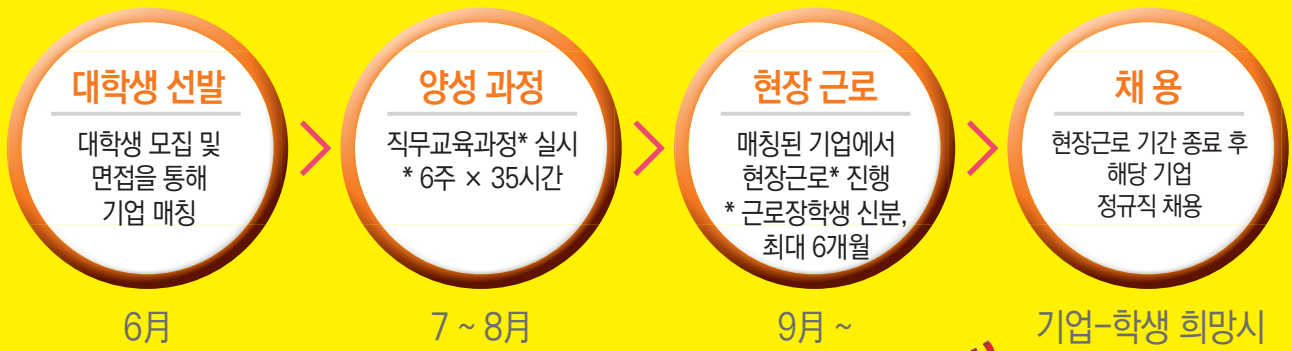 대학생 선발
대학생 모집 및
면접을 통해
기업 매칭
6月
양성 과정
직무교육과정* 실시
* 6주 × 35시간
7 ~ 8月
현장 근로
매칭된 기업에서
현장근로* 진행
* 근로장학생 신분,
최대 6개월
9月 ~
채 용
현장근로 기간 종료 후
해당 기업
정규직 채용
기업-학생 희망시